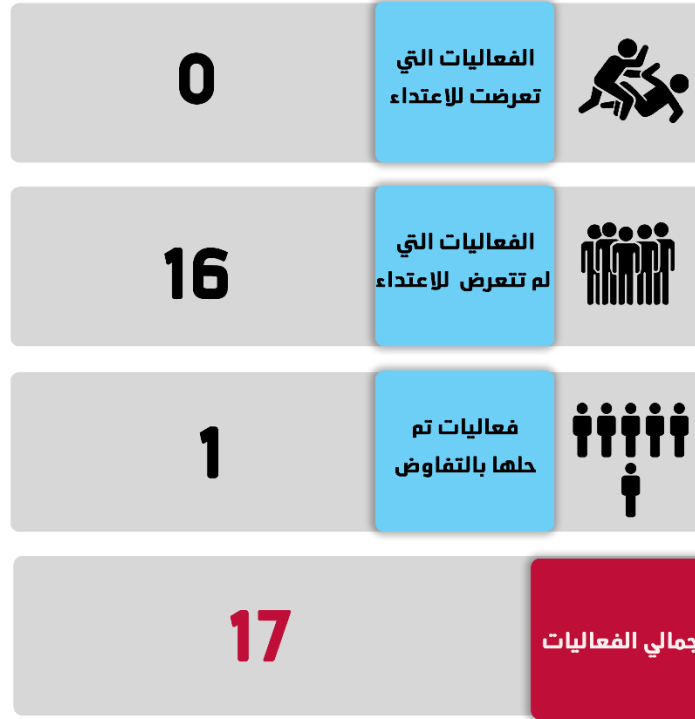 الفعاليات التي
تعرضت للاعتداء
0
الفعاليات التي
لم تتعرض للاعتداء
16
فعاليات تم
حلها بالتفاوض
1
جمالي الفعاليات
17